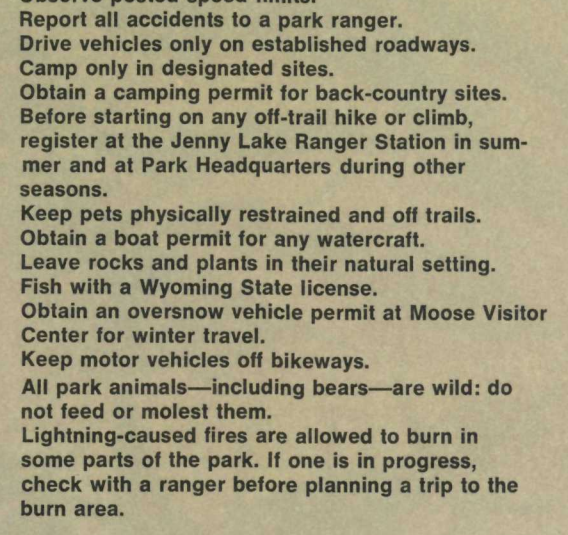 Observe posted speed limits.
Report all accidents to a park ranger.
Drive vehicles only on established roadways.
Camp only in designated sites.
Obtain a camping permit for back-country sites.
Before starting on any off-trail hike or climb,
register at the Jenny Lake Ranger Station in sum-
mer and at Park Headquarters during other
seasons.
Keep pets physically restrained and off trails.
Obtain a boat permit for any watercraft.
Leave rocks and plants in their natural setting.
Fish with a Wyoming State license.
Obtain an oversnow vehicle permit at Moose Visitor
Center for winter travel.
Keep motor vehicles off bikeways.
All park animals—including bears—are wild: do
not feed or molest them.
Lightning-caused fires are allowed to burn in
some parts of the park. If one is in progress,
check with a ranger before planning a trip to the
burn area.